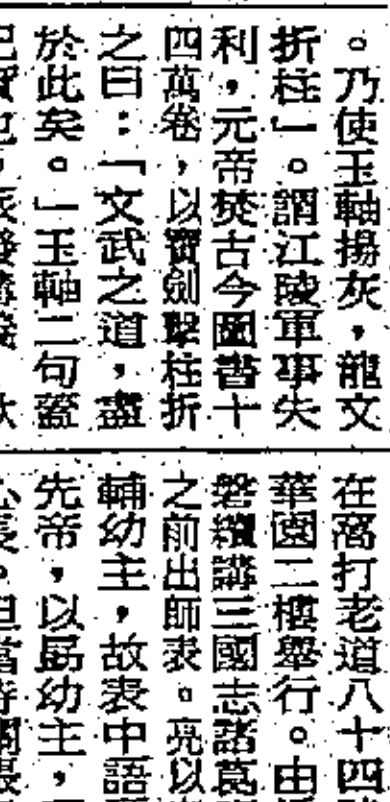 。乃使玉軸揚灰，龍文
折柱」。謂江陵軍事失
利，元帝焚古今圖書十
四萬卷，以寶劍擊柱折
之曰：「文武之道，盡
於此矣。」玉軸二句蓋
在窩打老道八十四
華園二樓舉行。由
磐續講三國志諸葛
之前出師表。亮以
輔幼主，故表中語
先帝，以勗幼主，